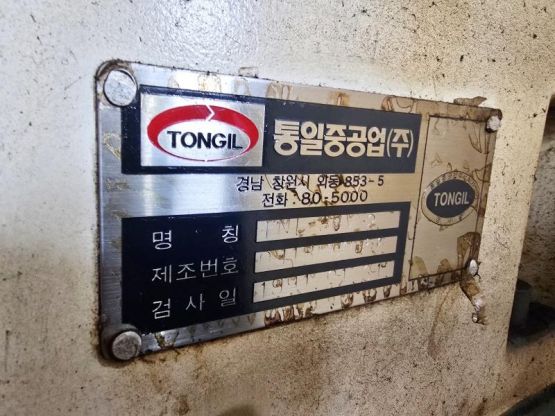 TONGIL
통일중공업(주)
경남 창원시 외동 853-5
전화 : 80-5000
TONGIL
명 칭
제조번호
검사일